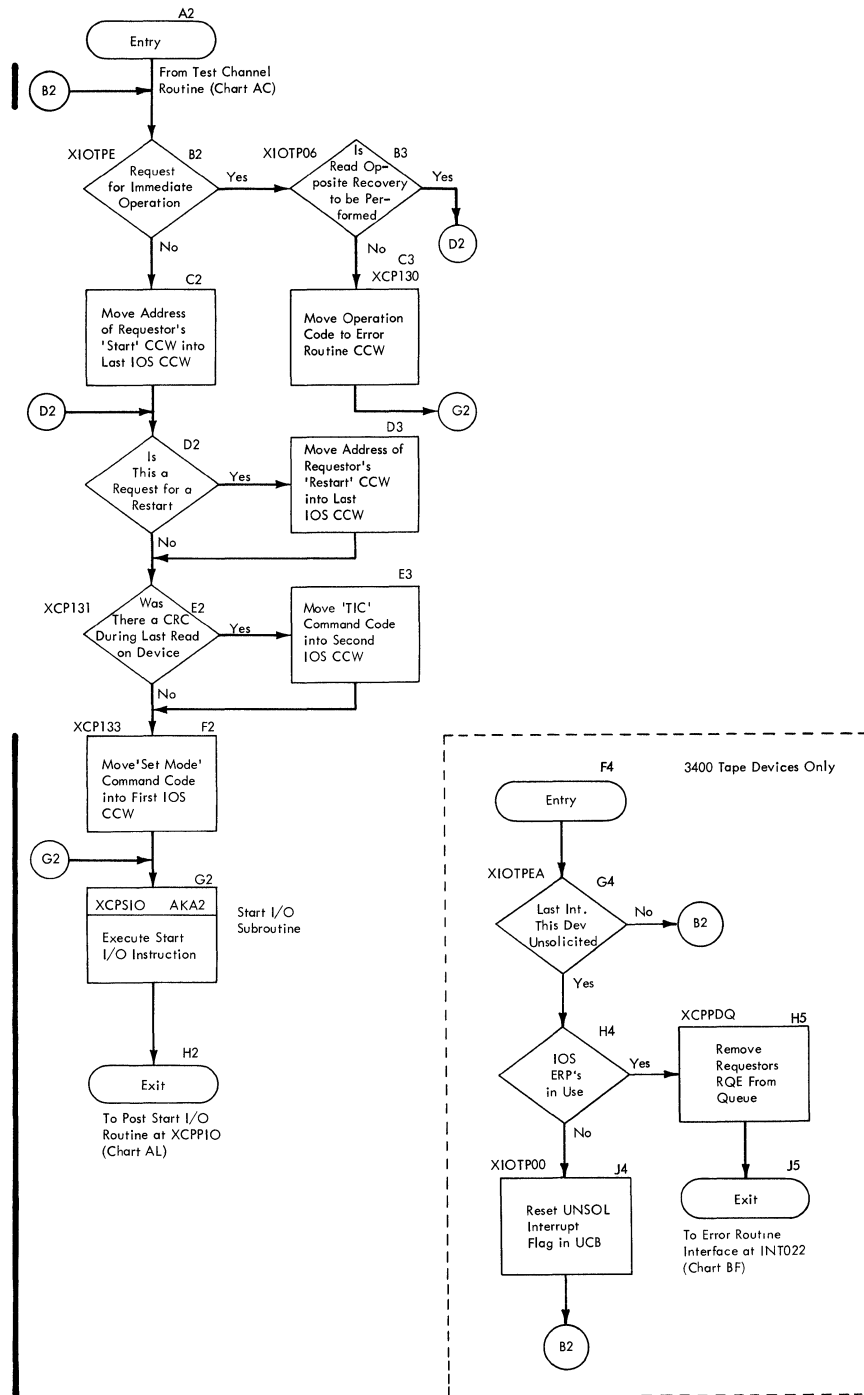 A2
Entry
From Test Channel
Routine (Chart AC)
B2
XIOTPE
B2
Request
for Immediate
Operation
Yes
No
XIOTP06
B3
Is
Read Op-
posite Recovery
to be Per-
formed
Yes
D2
No
C2
Move Address
of Requestor's
'Start' CCW into
Last IOS CCW
C3
XCP130
Move Operation
Code to Error
Routine CCW
G2
D2
D2
Is
This a
Request for a
Restart
Yes
No
D3
Move Address of
Requestor's
'Restart' CCW
into Last
IOS CCW
XCP131
E2
Was
There a CRC
During Last Read
on Device
Yes
No
E3
Move 'TIC'
Command Code
into Second
IOS CCW
XCP133
F2
Move'Set Mode'
Command Code
into First IOS
CCW
G2
G2
XCPSIO AKA2
Execute Start
I/O Instruction
Start I/O
Subroutine
H2
Exit
To Post Start I/O
Routine at XCPPIO
(Chart AL)
F4
3400 Tape Devices Only
Entry
XIOTPEA
G4
Last Int.
This Dev
Unsolicited
No
B2
Yes
H4
IOS
ERP's
in Use
Yes
No
XCPPDQ
H5
Remove
Requestors
RQE From
Queue
XIOTP00
J4
Reset UNSOL
Interrupt
Flag in UCB
J5
Exit
To Error Routine
Interface at INT022
(Chart BF)
B2